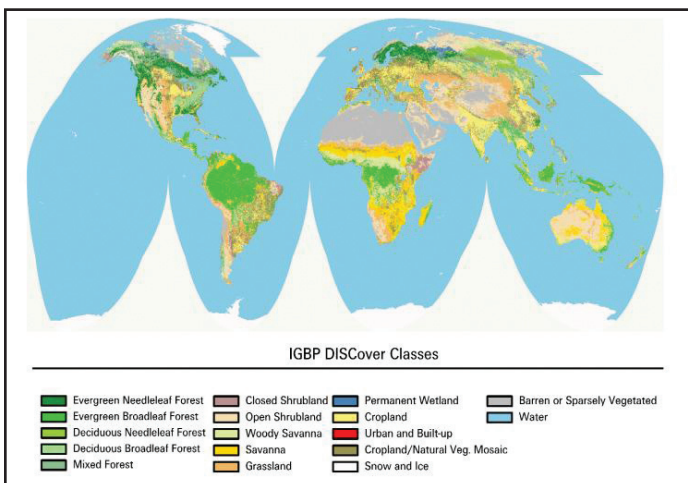 IGBP DISCover Classes
Evergreen Needleleaf Forest
Evergreen Broadleaf Forest
Deciduous Needleleaf Forest
Deciduous Broadleaf Forest
Mixed Forest
Closed Shrubland
Open Shrubland
Woody Savanna
Savanna
Grassland
Permanent Wetland
Cropland
Urban and Built-up
Cropland/Natural Veg. Mosaic
Snow and Ice
Barren or Sparsely Vegetated
Water